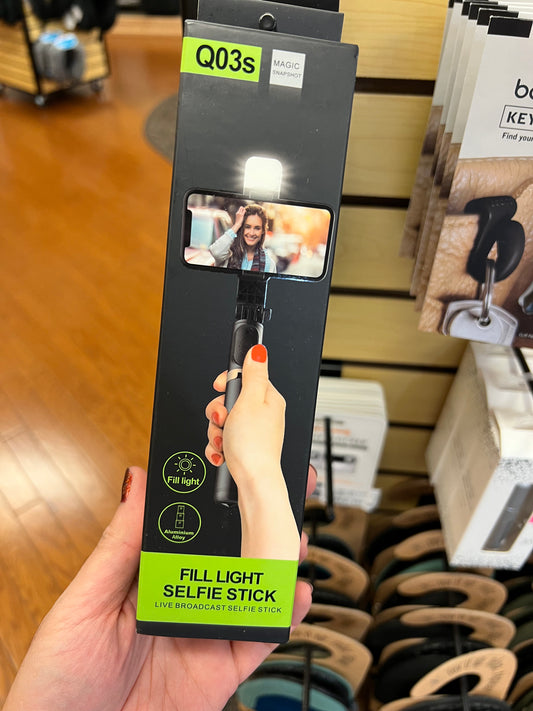 Q03s
MAGIC
SNAPSHOT
Fill light
Aluminium
Alloy
FILL LIGHT
SELFIE STICK
LIVE BROADCAST SELFIE STICK
KEY
Find your